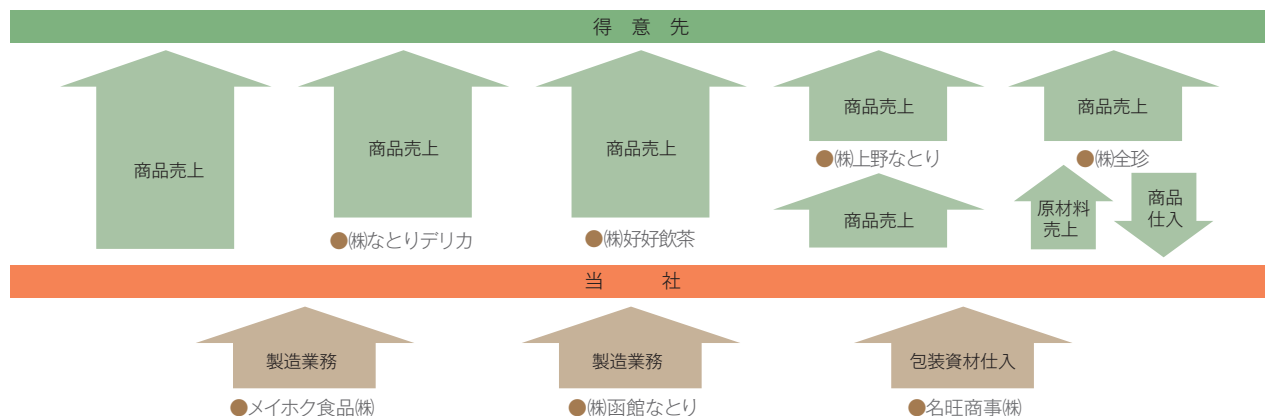 得意先
商品売上
商品売上
商品売上
商品売上
商品売上
●㈱上野なとり
●㈱全珍
商品売上
原材料
売上
商品
仕入
●㈱なとりデリカ
●㈱好好飲茶
当社
製造業務
製造業務
包装資材仕入
●メイホク食品㈱
●㈱函館なとり
●名旺商事㈱